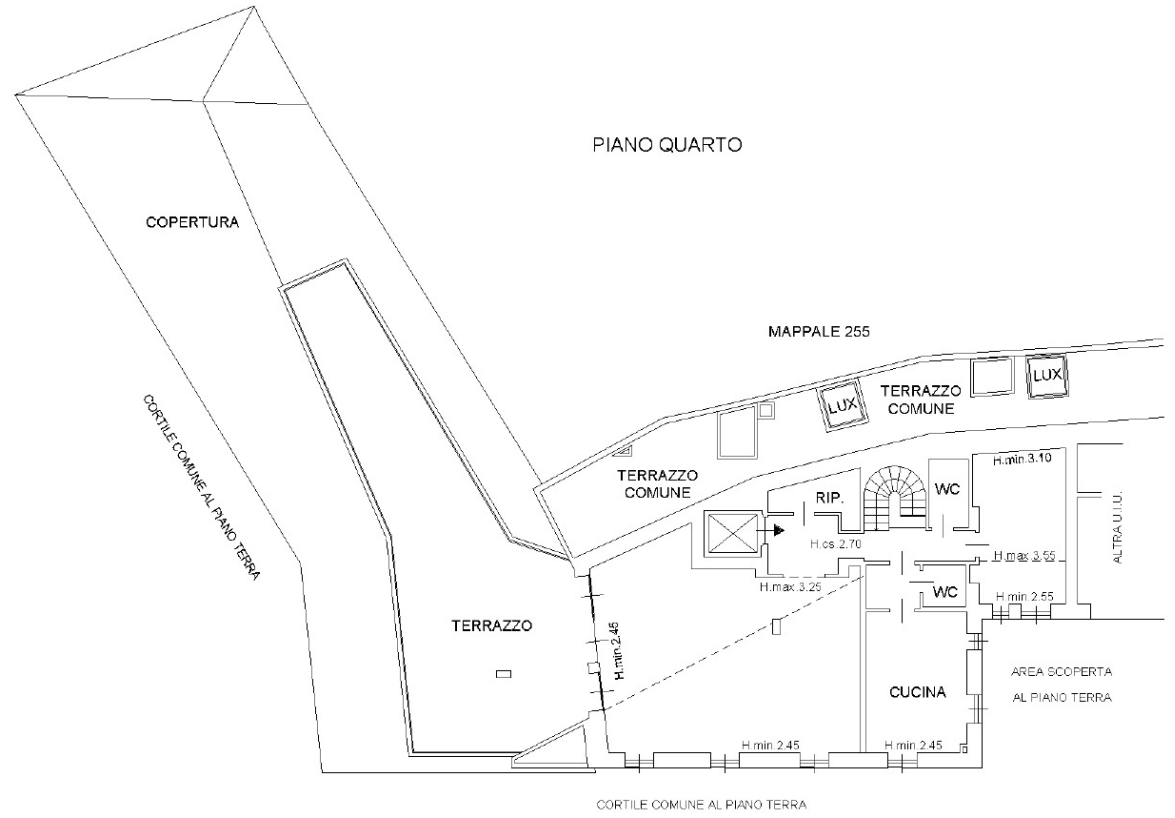 PIANO QUARTO
COPERTURA
MAPPALE 255
LUX
TERRAZZO
COMUNE
LUX
TERRAZZO
COMUNE
H.min.3.10
RIP.
WC
ALTRA U.I.U.
H.cs.2.70
H.max.3.55
H.max.3.25
WC
H.min.2.55
CORTILE COMUNE AL PIANO TERRA
TERRAZZO
H.min.2.45
AREA SCOPERTA
AL PIANO TERRA
CUCINA
H.min.2.45
H.min.2.45
CORTILE COMUNE AL PIANO TERRA